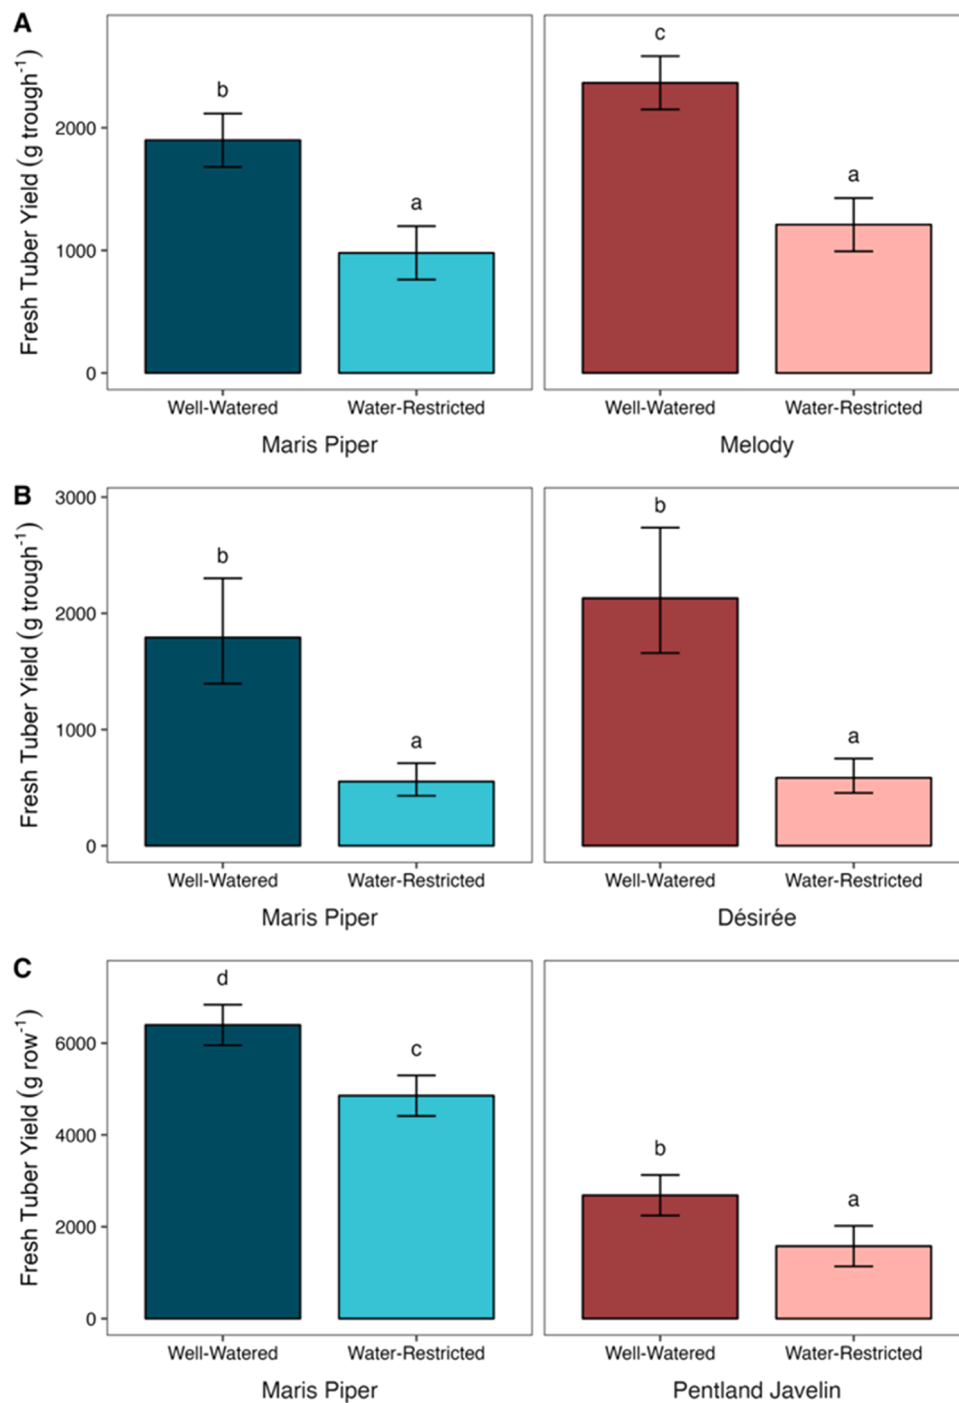 A
Fresh Tuber Yield (g trough⁻¹)
2000
1000
0
b
a
c
a
Well-Watered Water-Restricted Well-Watered Water-Restricted
Maris Piper Melody
B
Fresh Tuber Yield (g trough⁻¹)
3000
2000
1000
0
b
a
b
a
Well-Watered Water-Restricted Well-Watered Water-Restricted
Maris Piper Désirée
C
Fresh Tuber Yield (g row⁻¹)
6000
4000
2000
0
d
c
b
a
Well-Watered Water-Restricted Well-Watered Water-Restricted
Maris Piper Pentland Javelin